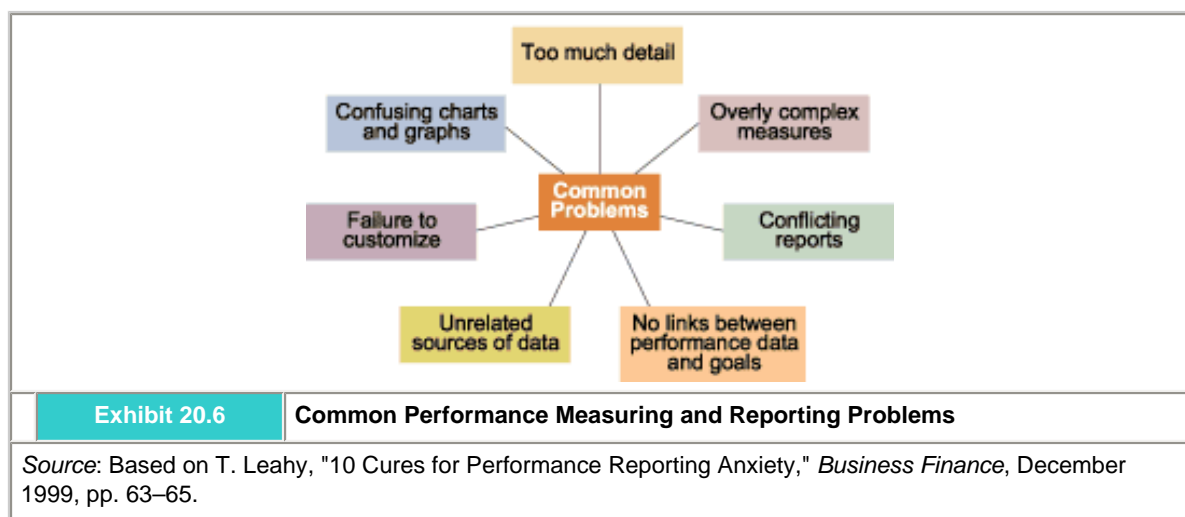 Too much detail
Confusing charts
and graphs
Overly complex
measures
Common
Problems
Failure to
customize
Conflicting
reports
Unrelated
sources of data
No links between
performance data
and goals
Exhibit 20.6
Common Performance Measuring and Reporting Problems
Source: Based on T. Leahy, "10 Cures for Performance Reporting Anxiety," Business Finance, December
1999, pp. 63–65.